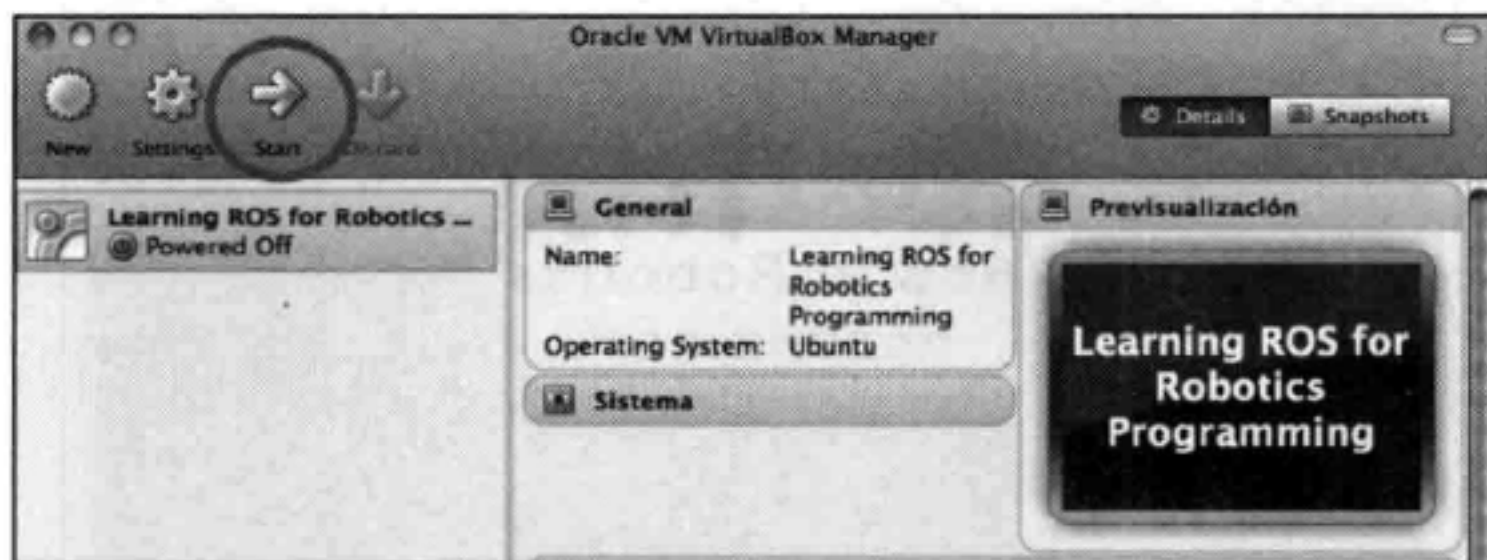 Oracle VM VirtualBox Manager
New Settings Start Discard
Details Snapshots
Learning ROS for Robotics ...
Powered Off
General
Name: Learning ROS for
Robotics
Programming
Operating System: Ubuntu
Sistema
Previsualización
Learning ROS for
Robotics
Programming